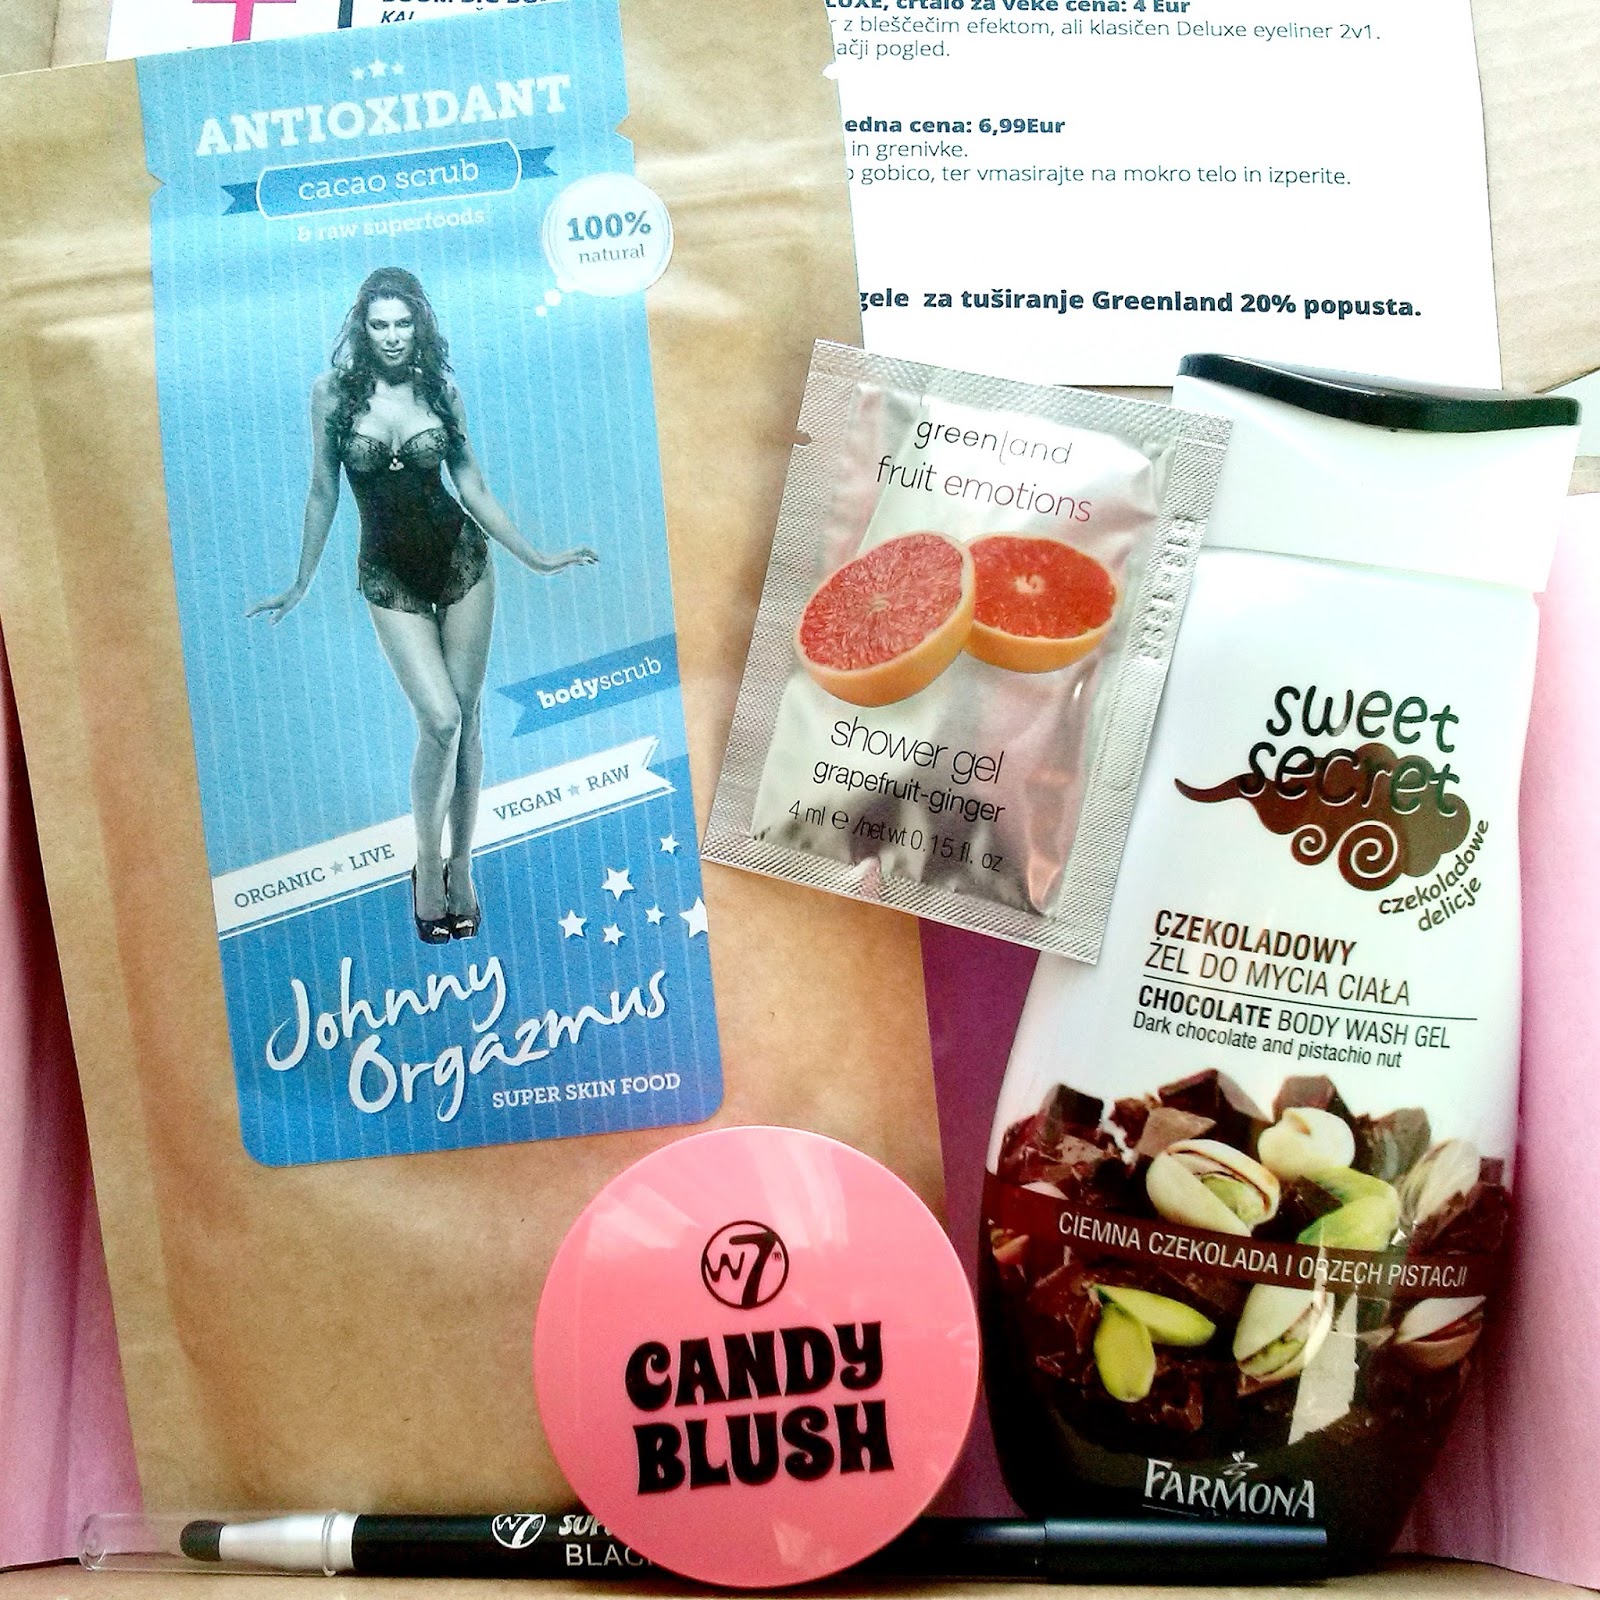 LUXE, črtalo za veke cena: 4 Eur
z bleščečim efektom, ali klasičen Deluxe eyeliner 2v1.
pogled.
cena: 6,99Eur
in grenivke.
gobico, ter vmasirajte na mokro telo in izperite.
gele za tuširanje Greenland 20% popusta.
ANTIOXIDANT
cacao scrub
& raw superfoods
100%
natural
bodyscrub
ORGANIC ★ LIVE
VEGAN ★ RAW
Johnny
Orgazmus
SUPER SKIN FOOD
greenland
fruit emotions
shower gel
grapefruit-ginger
4 ml e /net wt 0.15 fl. oz
sweet
secret
czekoladowe
delicje
CZEKOLADOWY
ŻEL DO MYCIA CIAŁA
CHOCOLATE BODY WASH GEL
Dark chocolate and pistachio nut
CIEMNA CZEKOLADA I ORZECH PISTACJI
FARMONA
W7
CANDY
BLUSH
W7